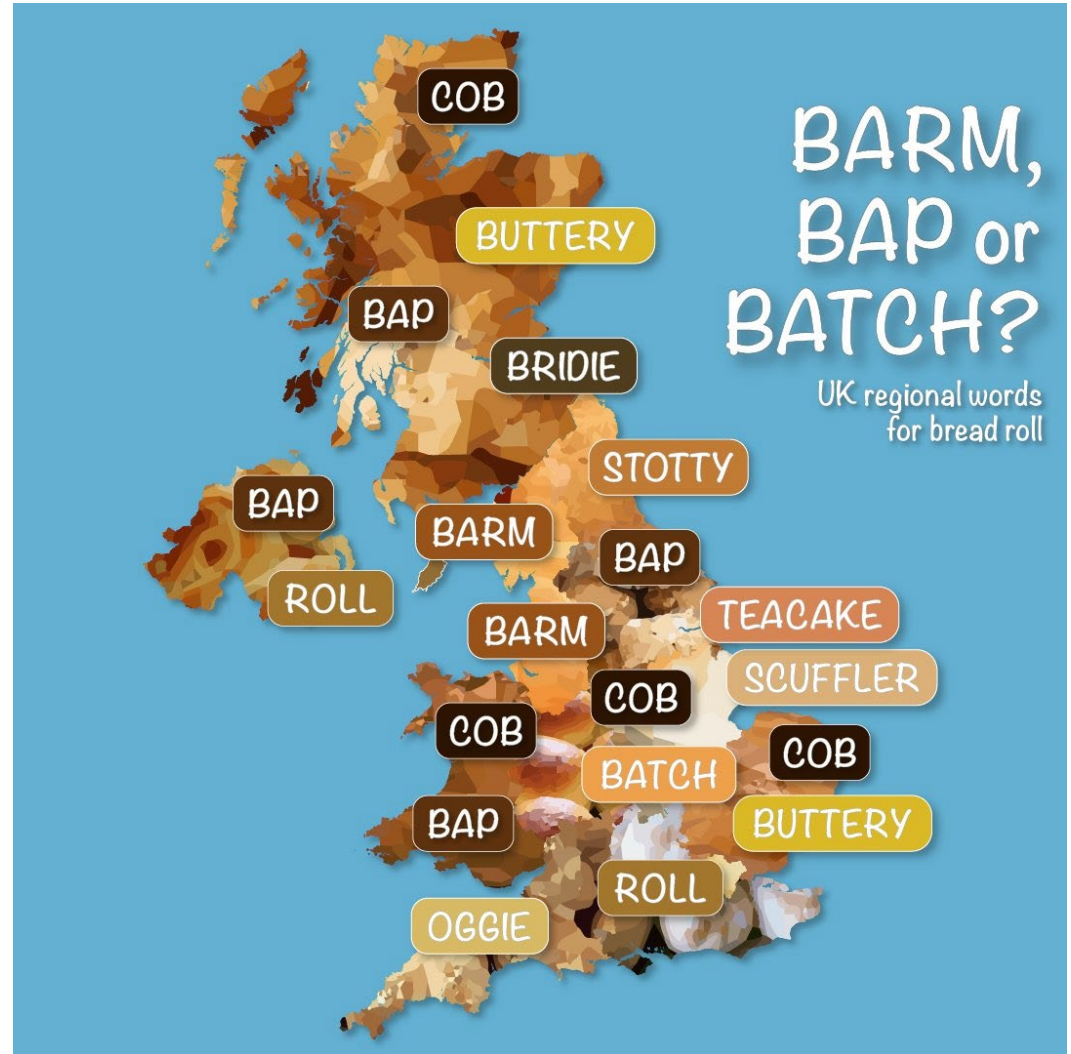 COB
BARM,
BAP or
BATCH?
UK regional words
for bread roll
BUTTERY
BAP
BRIDIE
STOTTY
BAP
BARM
BAP
ROLL
TEACAKE
BARM
SCUFFLER
COB
COB
COB
BATCH
BAP
BUTTERY
ROLL
OGGIE